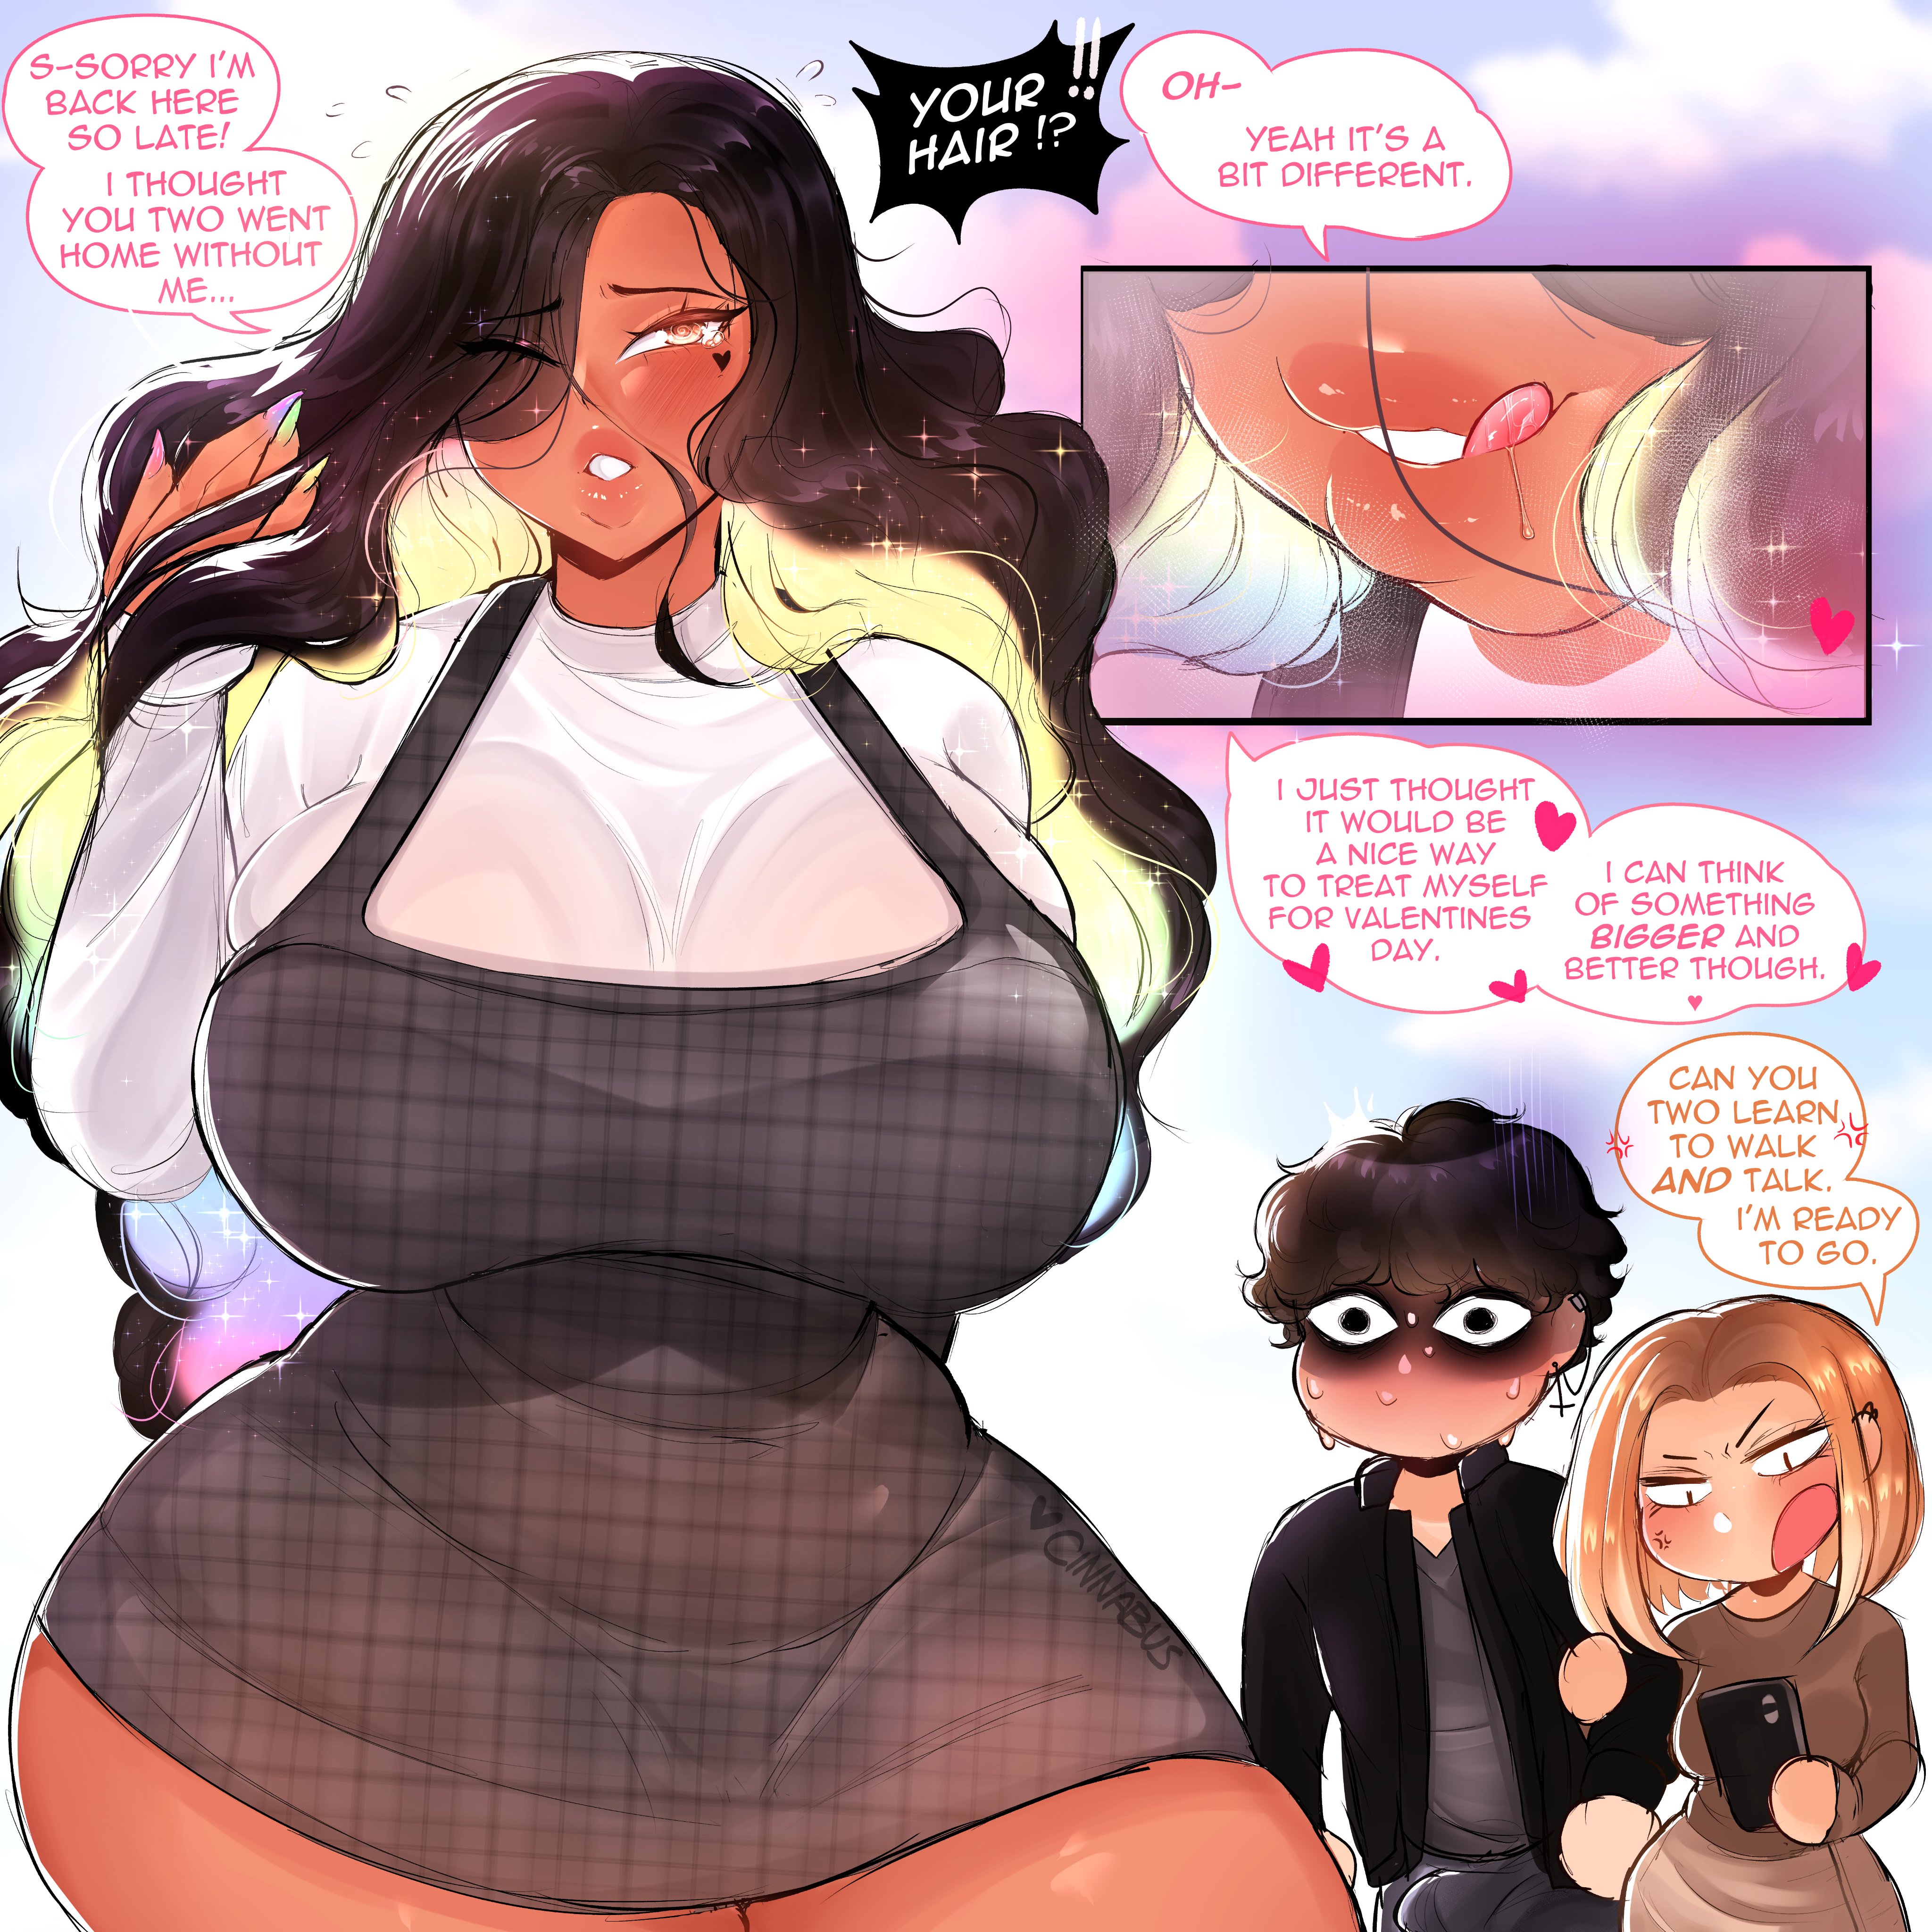 S-SORRY I'M
BACK HERE
SO LATE!
I THOUGHT
YOU TWO WENT
HOME WITHOUT
ME...
YOUR !!
HAIR !?
OH-
YEAH IT'S A
BIT DIFFERENT.
I JUST THOUGHT
IT WOULD BE
A NICE WAY
TO TREAT MYSELF
FOR VALENTINES
DAY.
I CAN THINK
OF SOMETHING
BIGGER AND
BETTER THOUGH.
♥
CAN YOU
TWO LEARN
TO WALK
AND TALK.
I'M READY
TO GO.
♥CINNABUS